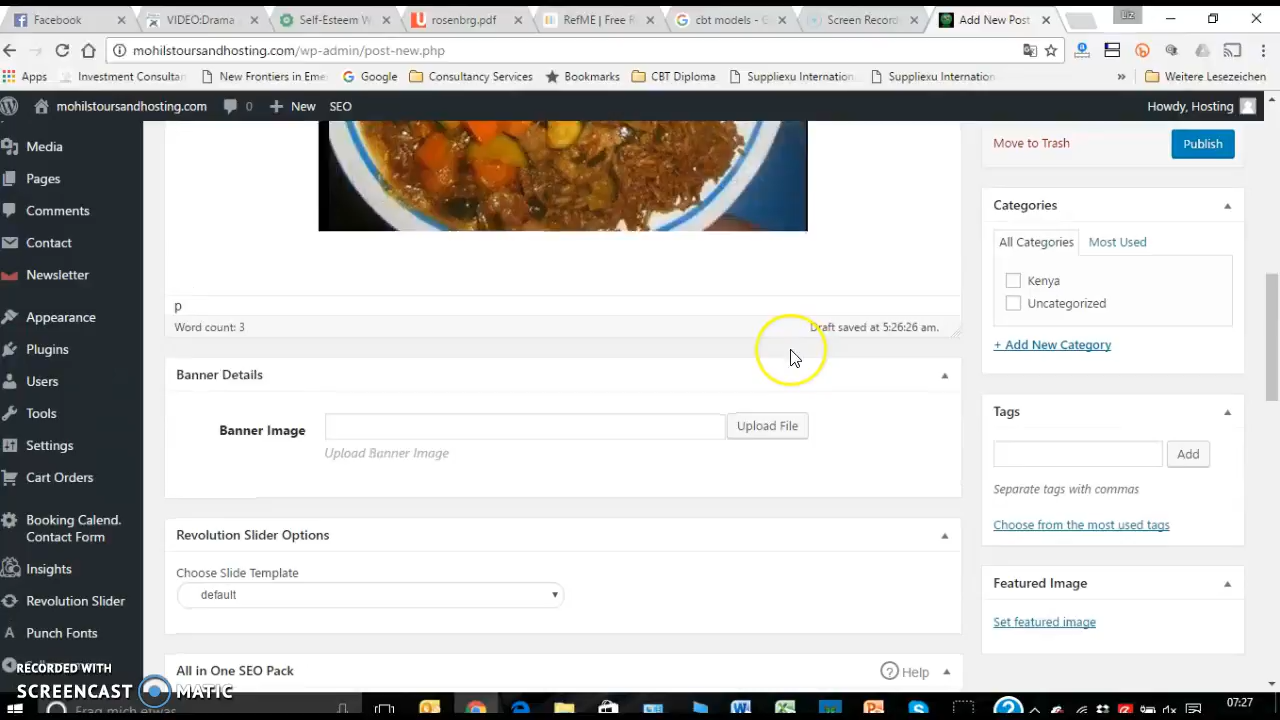 Facebook
VIDEO:Drama
Self-Esteem W
rosenbrg.pdf
RefME | Free R
cbt models - G
Screen Record
Add New Post
Liz
mohilstoursandhosting.com/wp-admin/post-new.php
Apps
Investment Consultan
New Frontiers in Eme
Google
Consultancy Services
Bookmarks
CBT Diploma
Suppliexu Internation
Suppliexu Internation
»
Weitere Lesezeichen
mohilstoursandhosting.com
0
New
SEO
Howdy, Hosting
Media
Pages
Comments
Contact
Newsletter
Appearance
Plugins
Users
Tools
Settings
Cart Orders
Booking Calend.
Contact Form
Insights
Revolution Slider
Punch Fonts
p
Word count: 3
Draft saved at 5:26:26 am.
Banner Details
Banner Image
Upload File
Upload Banner Image
Revolution Slider Options
Choose Slide Template
default
All in One SEO Pack
Help
Move to Trash
Publish
Categories
All Categories
Most Used
Kenya
Uncategorized
+ Add New Category
Tags
Add
Separate tags with commas
Choose from the most used tags
Featured Image
Set featured image
RECORDED WITH
SCREENCAST MATIC
Frag mich etwas
07:27